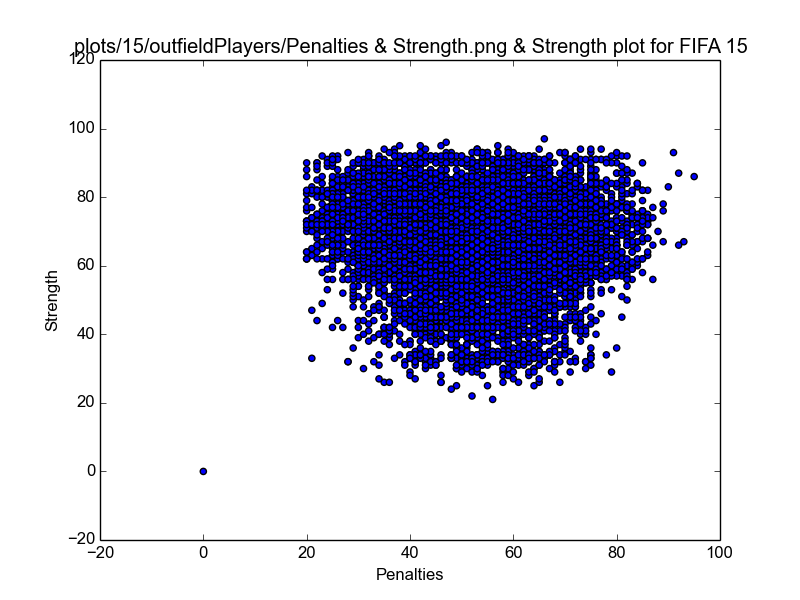 plots/15/outfieldPlayers/Penalties & Strength.png & Strength plot for FIFA 15
120
100
80
60
40
20
0
−20
Strength
−20 0 20 40 60 80 100
Penalties